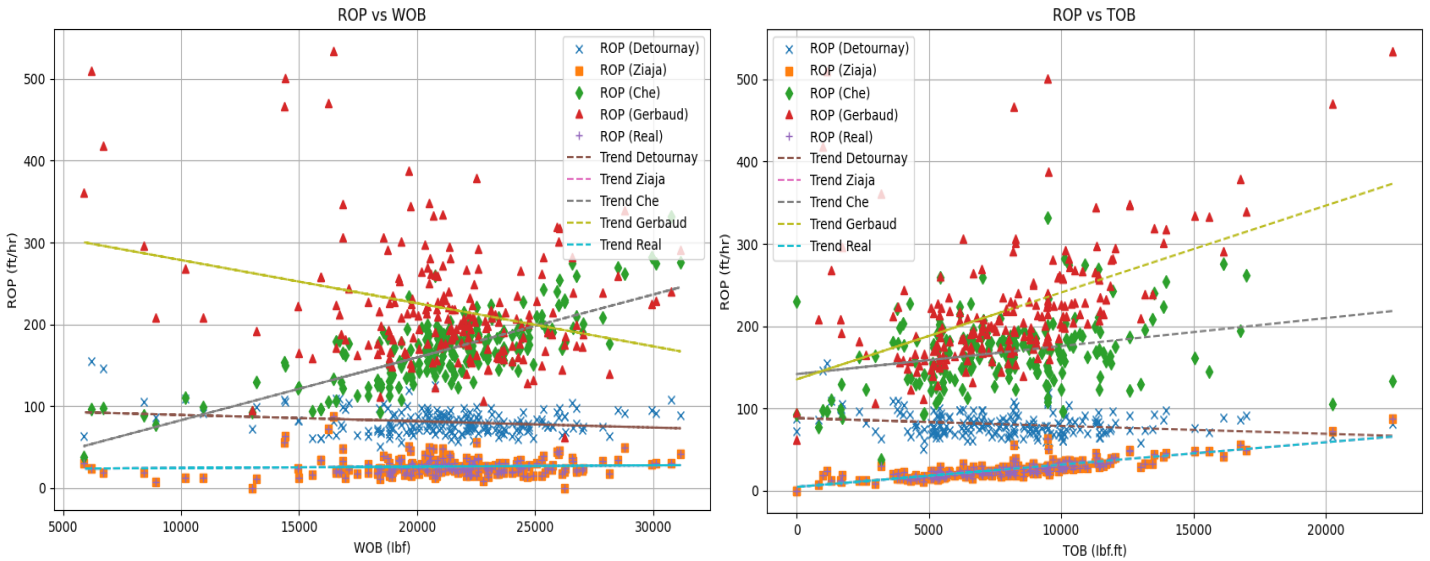 ROP vs WOB
ROP (ft/hr)
500
400
300
200
100
0
5000
10000
15000
20000
25000
30000
WOB (Ibf)
ROP (Detournay)
ROP (Ziaja)
ROP (Che)
ROP (Gerbaud)
ROP (Real)
Trend Detournay
Trend Ziaja
Trend Che
Trend Gerbaud
Trend Real
ROP vs TOB
ROP (ft/hr)
500
400
300
200
100
0
0
5000
10000
15000
20000
TOB (Ibf.ft)
ROP (Detournay)
ROP (Ziaja)
ROP (Che)
ROP (Gerbaud)
ROP (Real)
Trend Detournay
Trend Ziaja
Trend Che
Trend Gerbaud
Trend Real